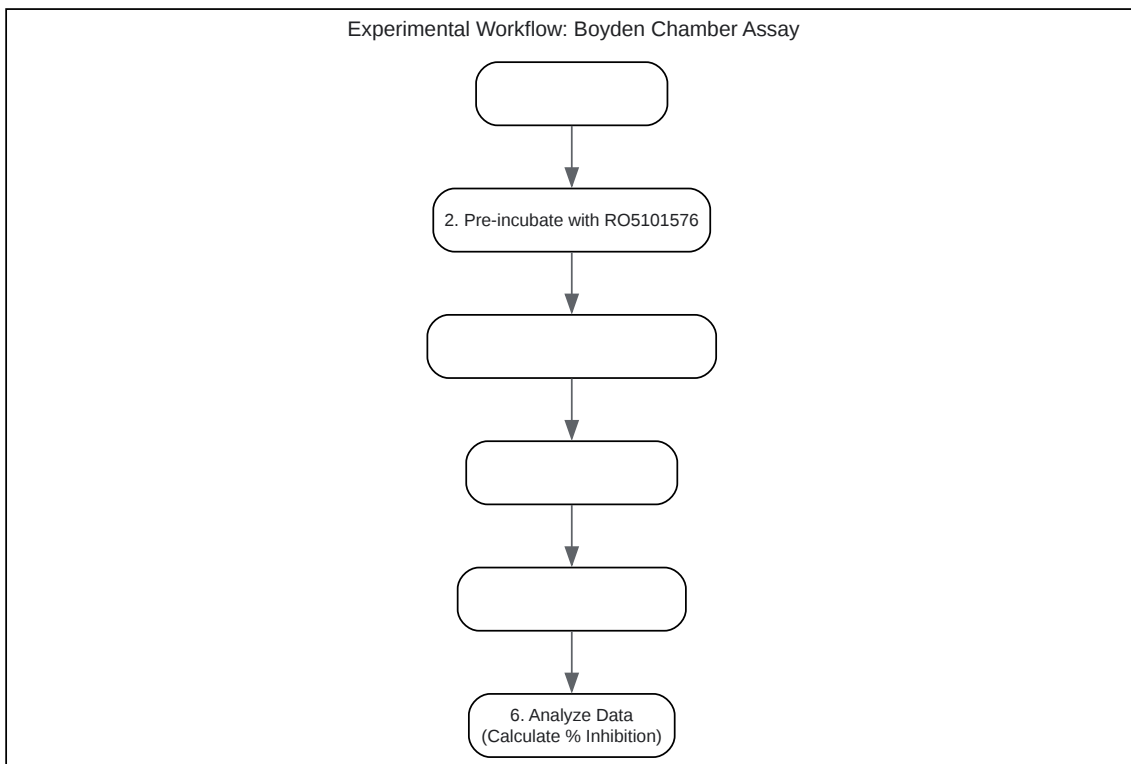 Experimental Workflow: Boyden Chamber Assay
2. Pre-incubate with RO5101576
6. Analyze Data
(Calculate % Inhibition)